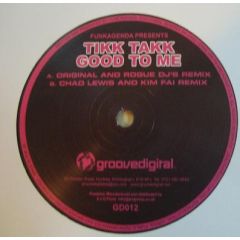 FUNKAGENDA PRESENTS
TIKK TAKK
GOOD TO ME
A. ORIGINAL AND ROGUE DJ'S REMIX
B. CHAD LEWIS AND KIM FAI REMIX
groovedigital
GD012